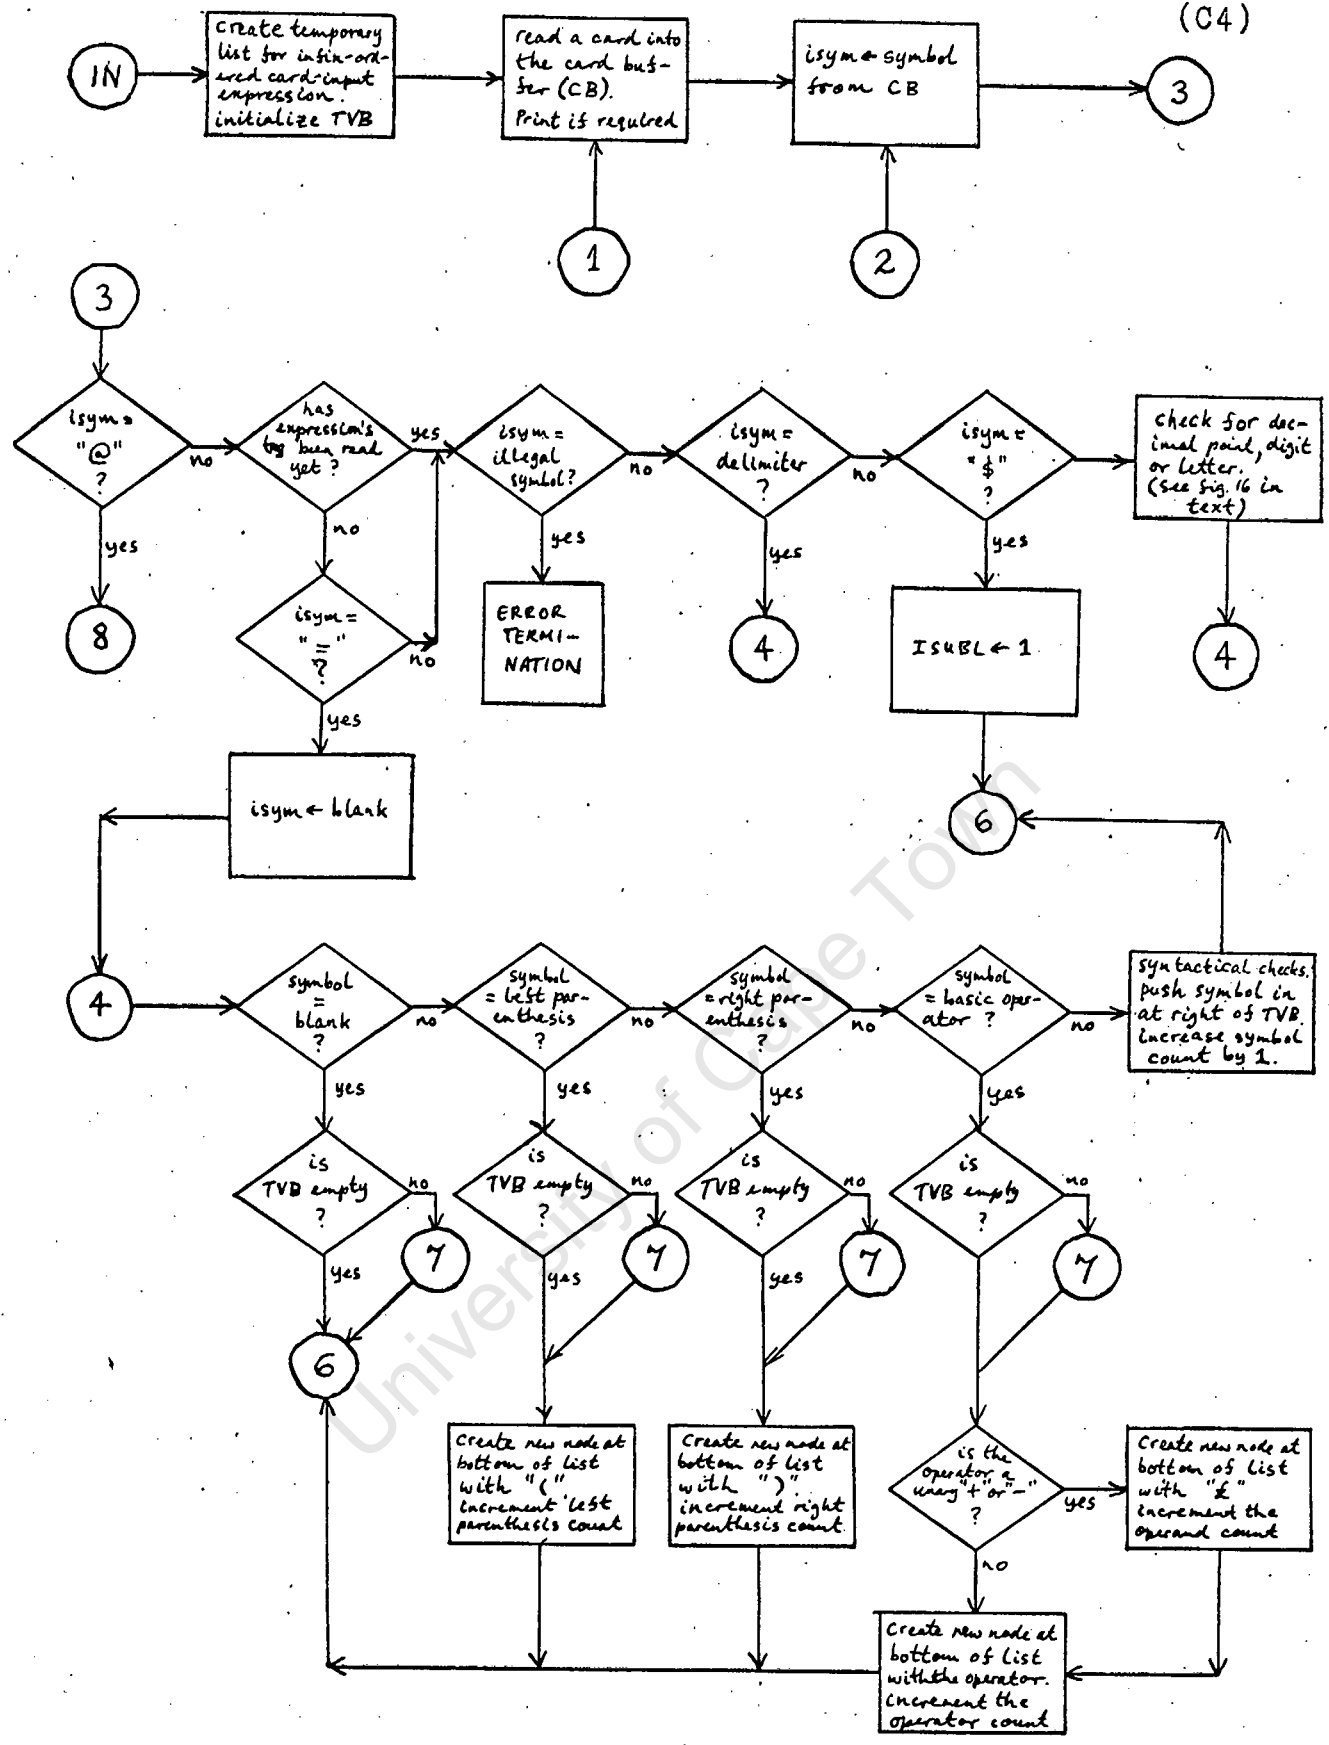 (C4)
IN
Create temporary
list for infix-ord-
ered card-input
expression.
initialize TVB
read a card into
the card buf-
fer (CB).
Print if required
isym ← symbol
from CB
3
1
2
3
isym =
"@"
?
no
yes
8
has
expression's
tag been read
yet ?
yes
no
isym =
"="
?
no
yes
isym ← blank
isym =
illegal
symbol?
no
yes
ERROR
TERMI-
NATION
isym =
delimiter
?
no
yes
4
isym =
"$"
?
yes
ISUBL ← 1
6
check for dec-
imal point, digit
or letter.
(see fig. 16 in
text)
4
4
symbol
=
blank
?
no
yes
symbol
= left par-
enthesis
?
no
yes
symbol
= right par-
enthesis
?
no
yes
symbol
= basic oper-
ator ?
no
yes
syntactical checks.
push symbol in
at right of TVB.
increase symbol
count by 1.
is
TVB empty
?
no
yes
7
is
TVB empty
?
no
yes
7
is
TVB empty
?
no
yes
7
is
TVB empty
?
no
7
6
Create new node at
bottom of list
with "("
increment left
parenthesis count
Create new node at
bottom of list
with ")".
increment right
parenthesis count.
is the
operator a
unary "+" or "-"
?
yes
no
Create new node at
bottom of list
with "£"
increment the
operand count
Create new node at
bottom of list
with the operator.
increment the
operator count
University of Cape Town